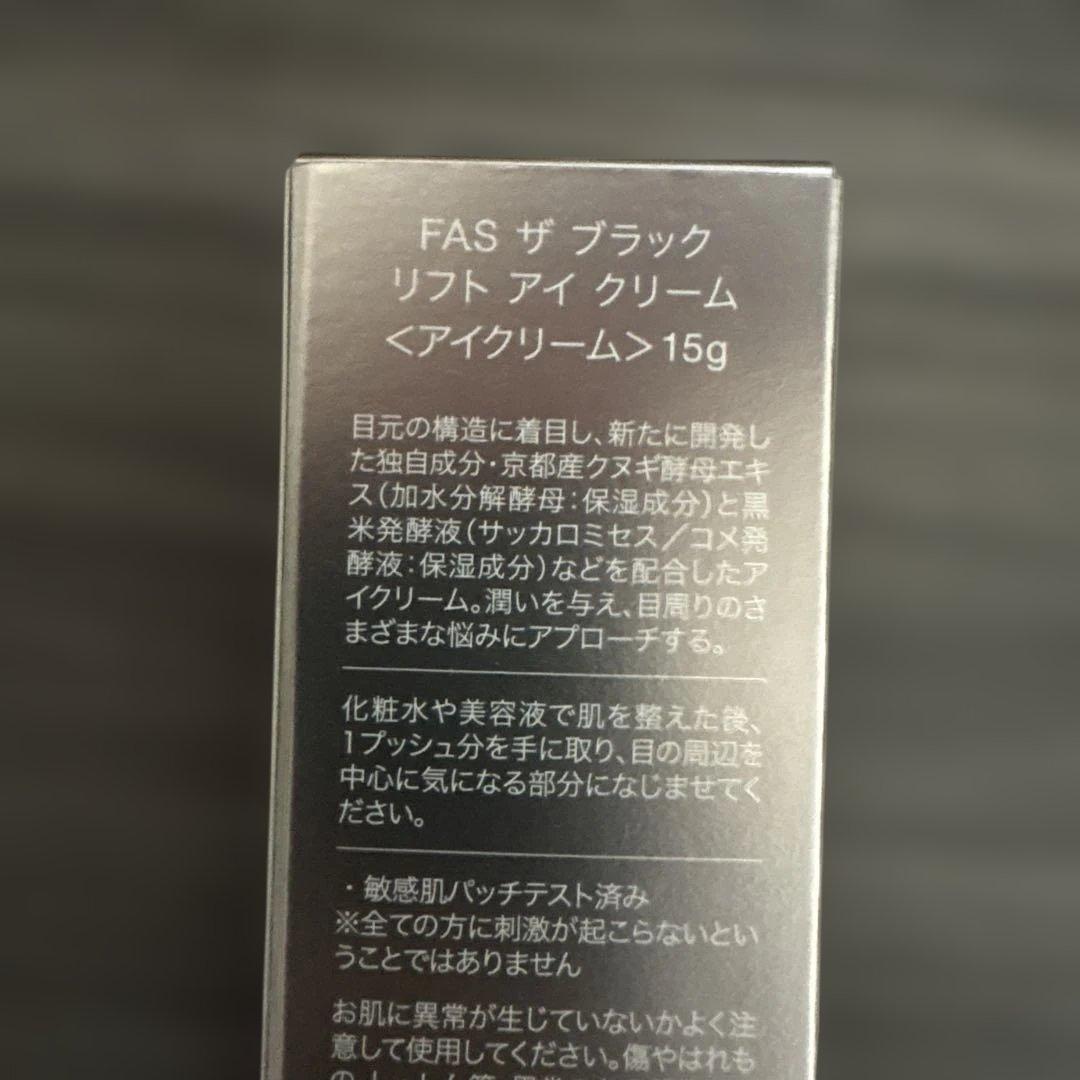 FAS ザ ブラック
リフト アイ クリーム
＜アイクリーム＞15g
目元の構造に着目し、新たに開発し
た独自成分・京都産クヌギ酵母エキ
ス（加水分解酵母：保湿成分）と黒
米発酵液（サッカロミセス／コメ発
酵液：保湿成分）などを配合したア
イクリーム。潤いを与え、目周りのさ
まざまな悩みにアプローチする。
化粧水や美容液で肌を整えた後、
1プッシュ分を手に取り、目の周辺を
中心に気になる部分になじませてく
ださい。
・敏感肌パッチテスト済み
※全ての方に刺激が起こらないとい
うことではありません
お肌に異常が生じていないかよく注
意して使用してください。傷やはれも